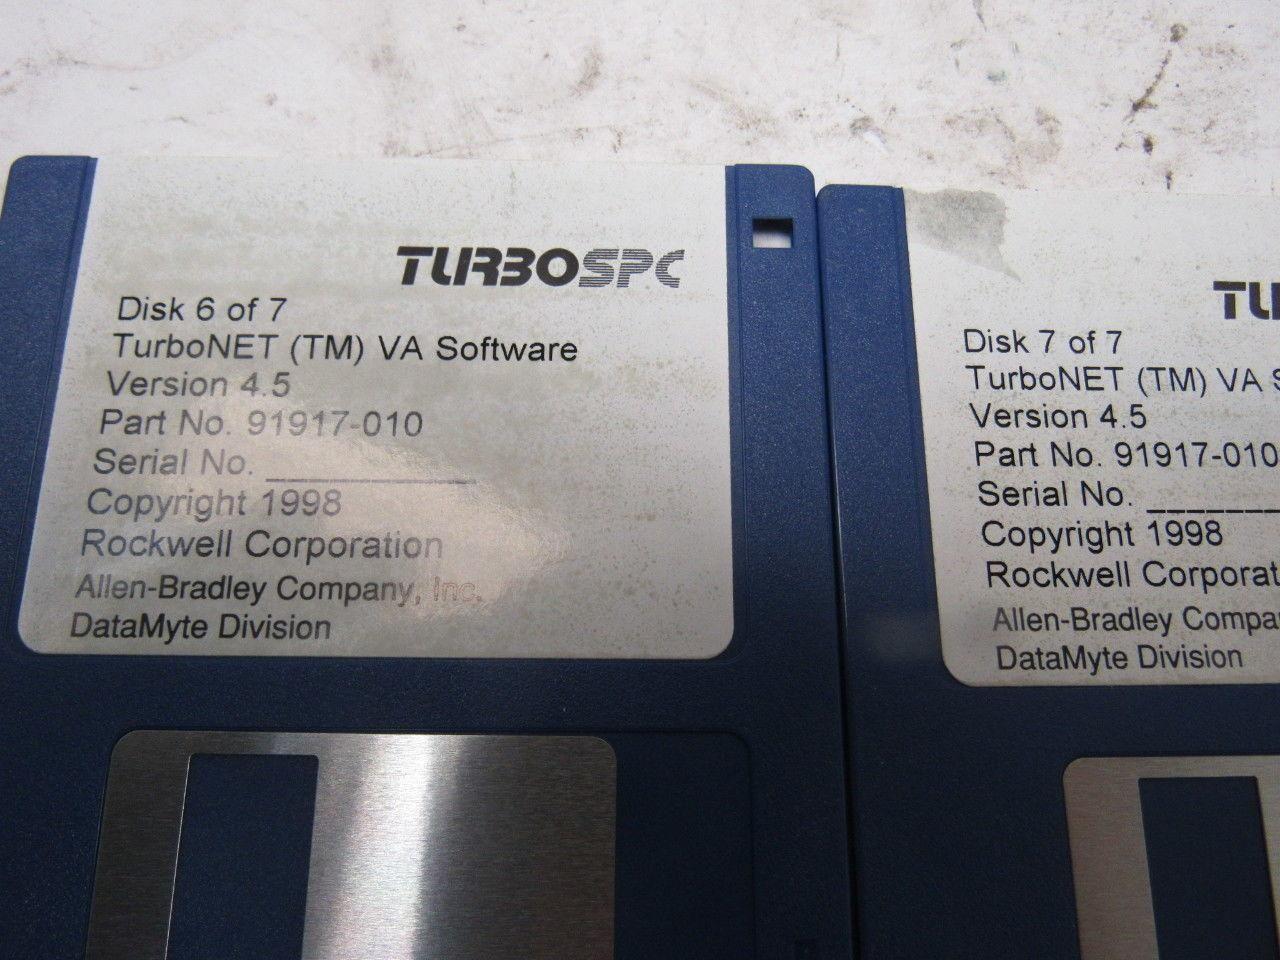 TURBOSPC
Disk 6 of 7
TurboNET (TM) VA Software
Version 4.5
Part No. 91917-010
Serial No. ____________
Copyright 1998
Rockwell Corporation
Allen-Bradley Company, Inc.
DataMyte Division
Disk 7 of 7
TurboNET (TM) VA
Version 4.5
Part No. 91917-010
Serial No. ________
Copyright 1998
Rockwell
Allen-Bradley
DataMyte Division